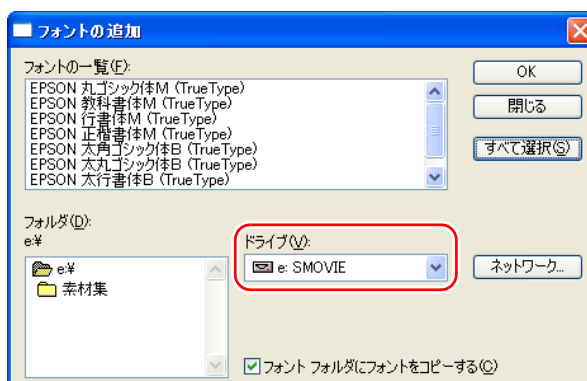 フォントの追加
フォントの一覧(F):
EPSON 丸ゴシック体M (TrueType)
EPSON 教科書体M (TrueType)
EPSON 行書体M (TrueType)
EPSON 正楷書体M (TrueType)
EPSON 太角ゴシック体B (TrueType)
EPSON 太丸ゴシック体B (TrueType)
EPSON 太行書体B (TrueType)
OK
閉じる
すべて選択(S)
フォルダ(D):
e:¥
e:¥
素材集
ドライブ(V):
e: SMOVIE
ネットワーク...
フォント フォルダにフォントをコピーする(C)